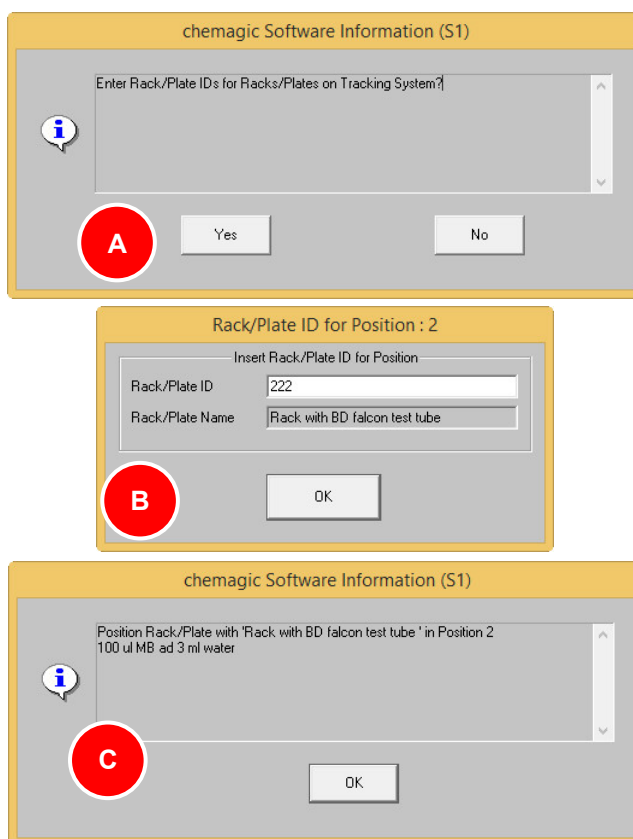 chemagic Software Information (S1)
Enter Rack/Plate IDs for Racks/Plates on Tracking System?
Yes
No
A
Rack/Plate ID for Position : 2
Insert Rack/Plate ID for Position
Rack/Plate ID
222
Rack/Plate Name
Rack with BD falcon test tube
OK
B
chemagic Software Information (S1)
Position Rack/Plate with 'Rack with BD falcon test tube ' in Position 2
100 ul MB ad 3 ml water
C
OK